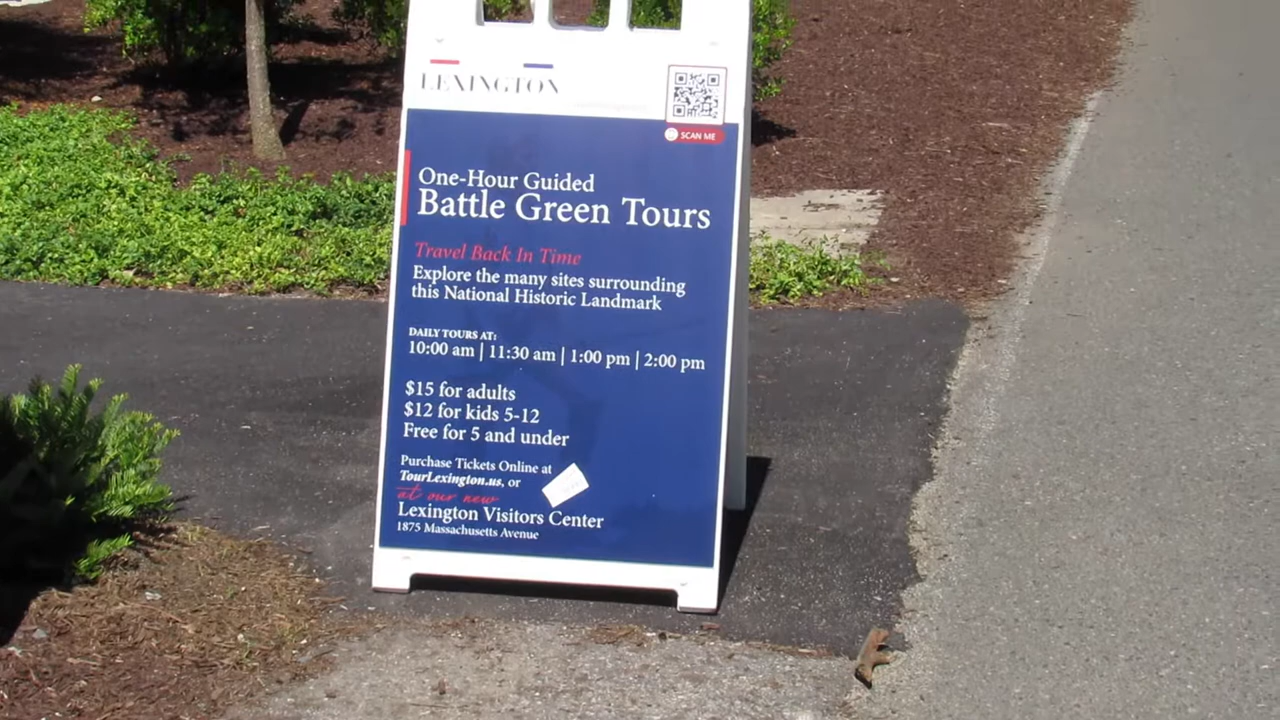 LEXINGTON
SCAN ME
One-Hour Guided
Battle Green Tours
Travel Back In Time
Explore the many sites surrounding
this National Historic Landmark
DAILY TOURS AT:
10:00 am | 11:30 am | 1:00 pm | 2:00 pm
$15 for adults
$12 for kids 5-12
Free for 5 and under
Purchase Tickets Online at
TourLexington.us, or
at our new
Lexington Visitors Center
1875 Massachusetts Avenue